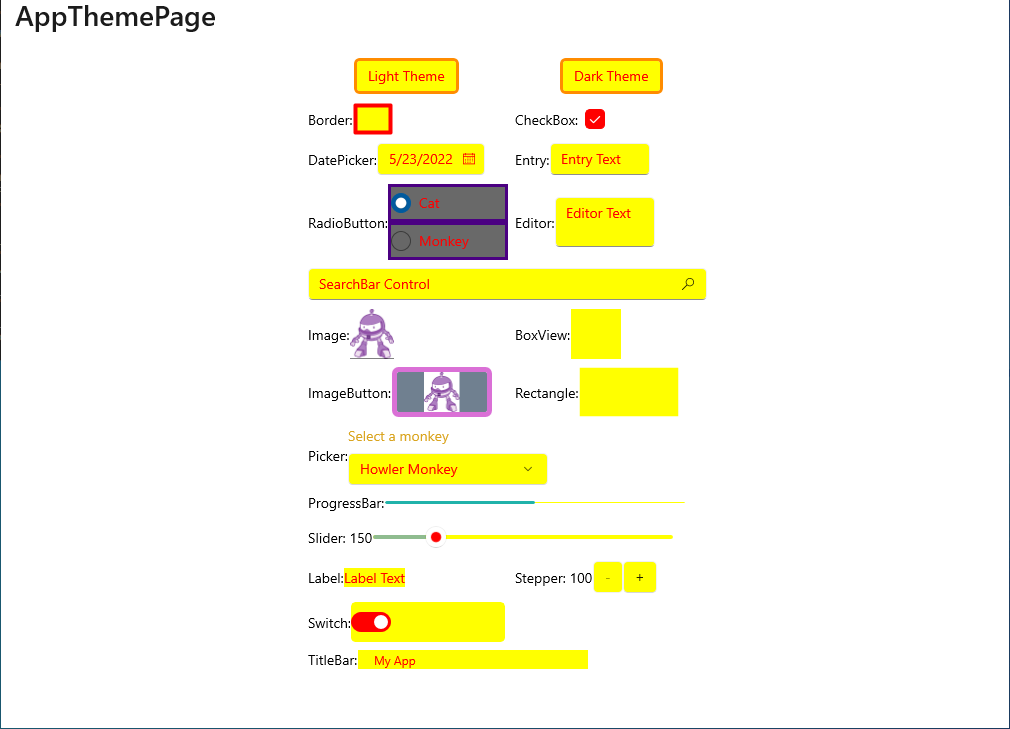 AppThemePage
Light Theme Dark Theme
Border: CheckBox:
DatePicker: 5/23/2022 Entry: Entry Text
RadioButton: Cat
Monkey
Editor: Editor Text
SearchBar Control
Image: BoxView:
ImageButton: Rectangle:
Select a monkey
Picker: Howler Monkey
ProgressBar:
Slider: 150
Label: Label Text Stepper: 100 - +
Switch:
TitleBar: My App